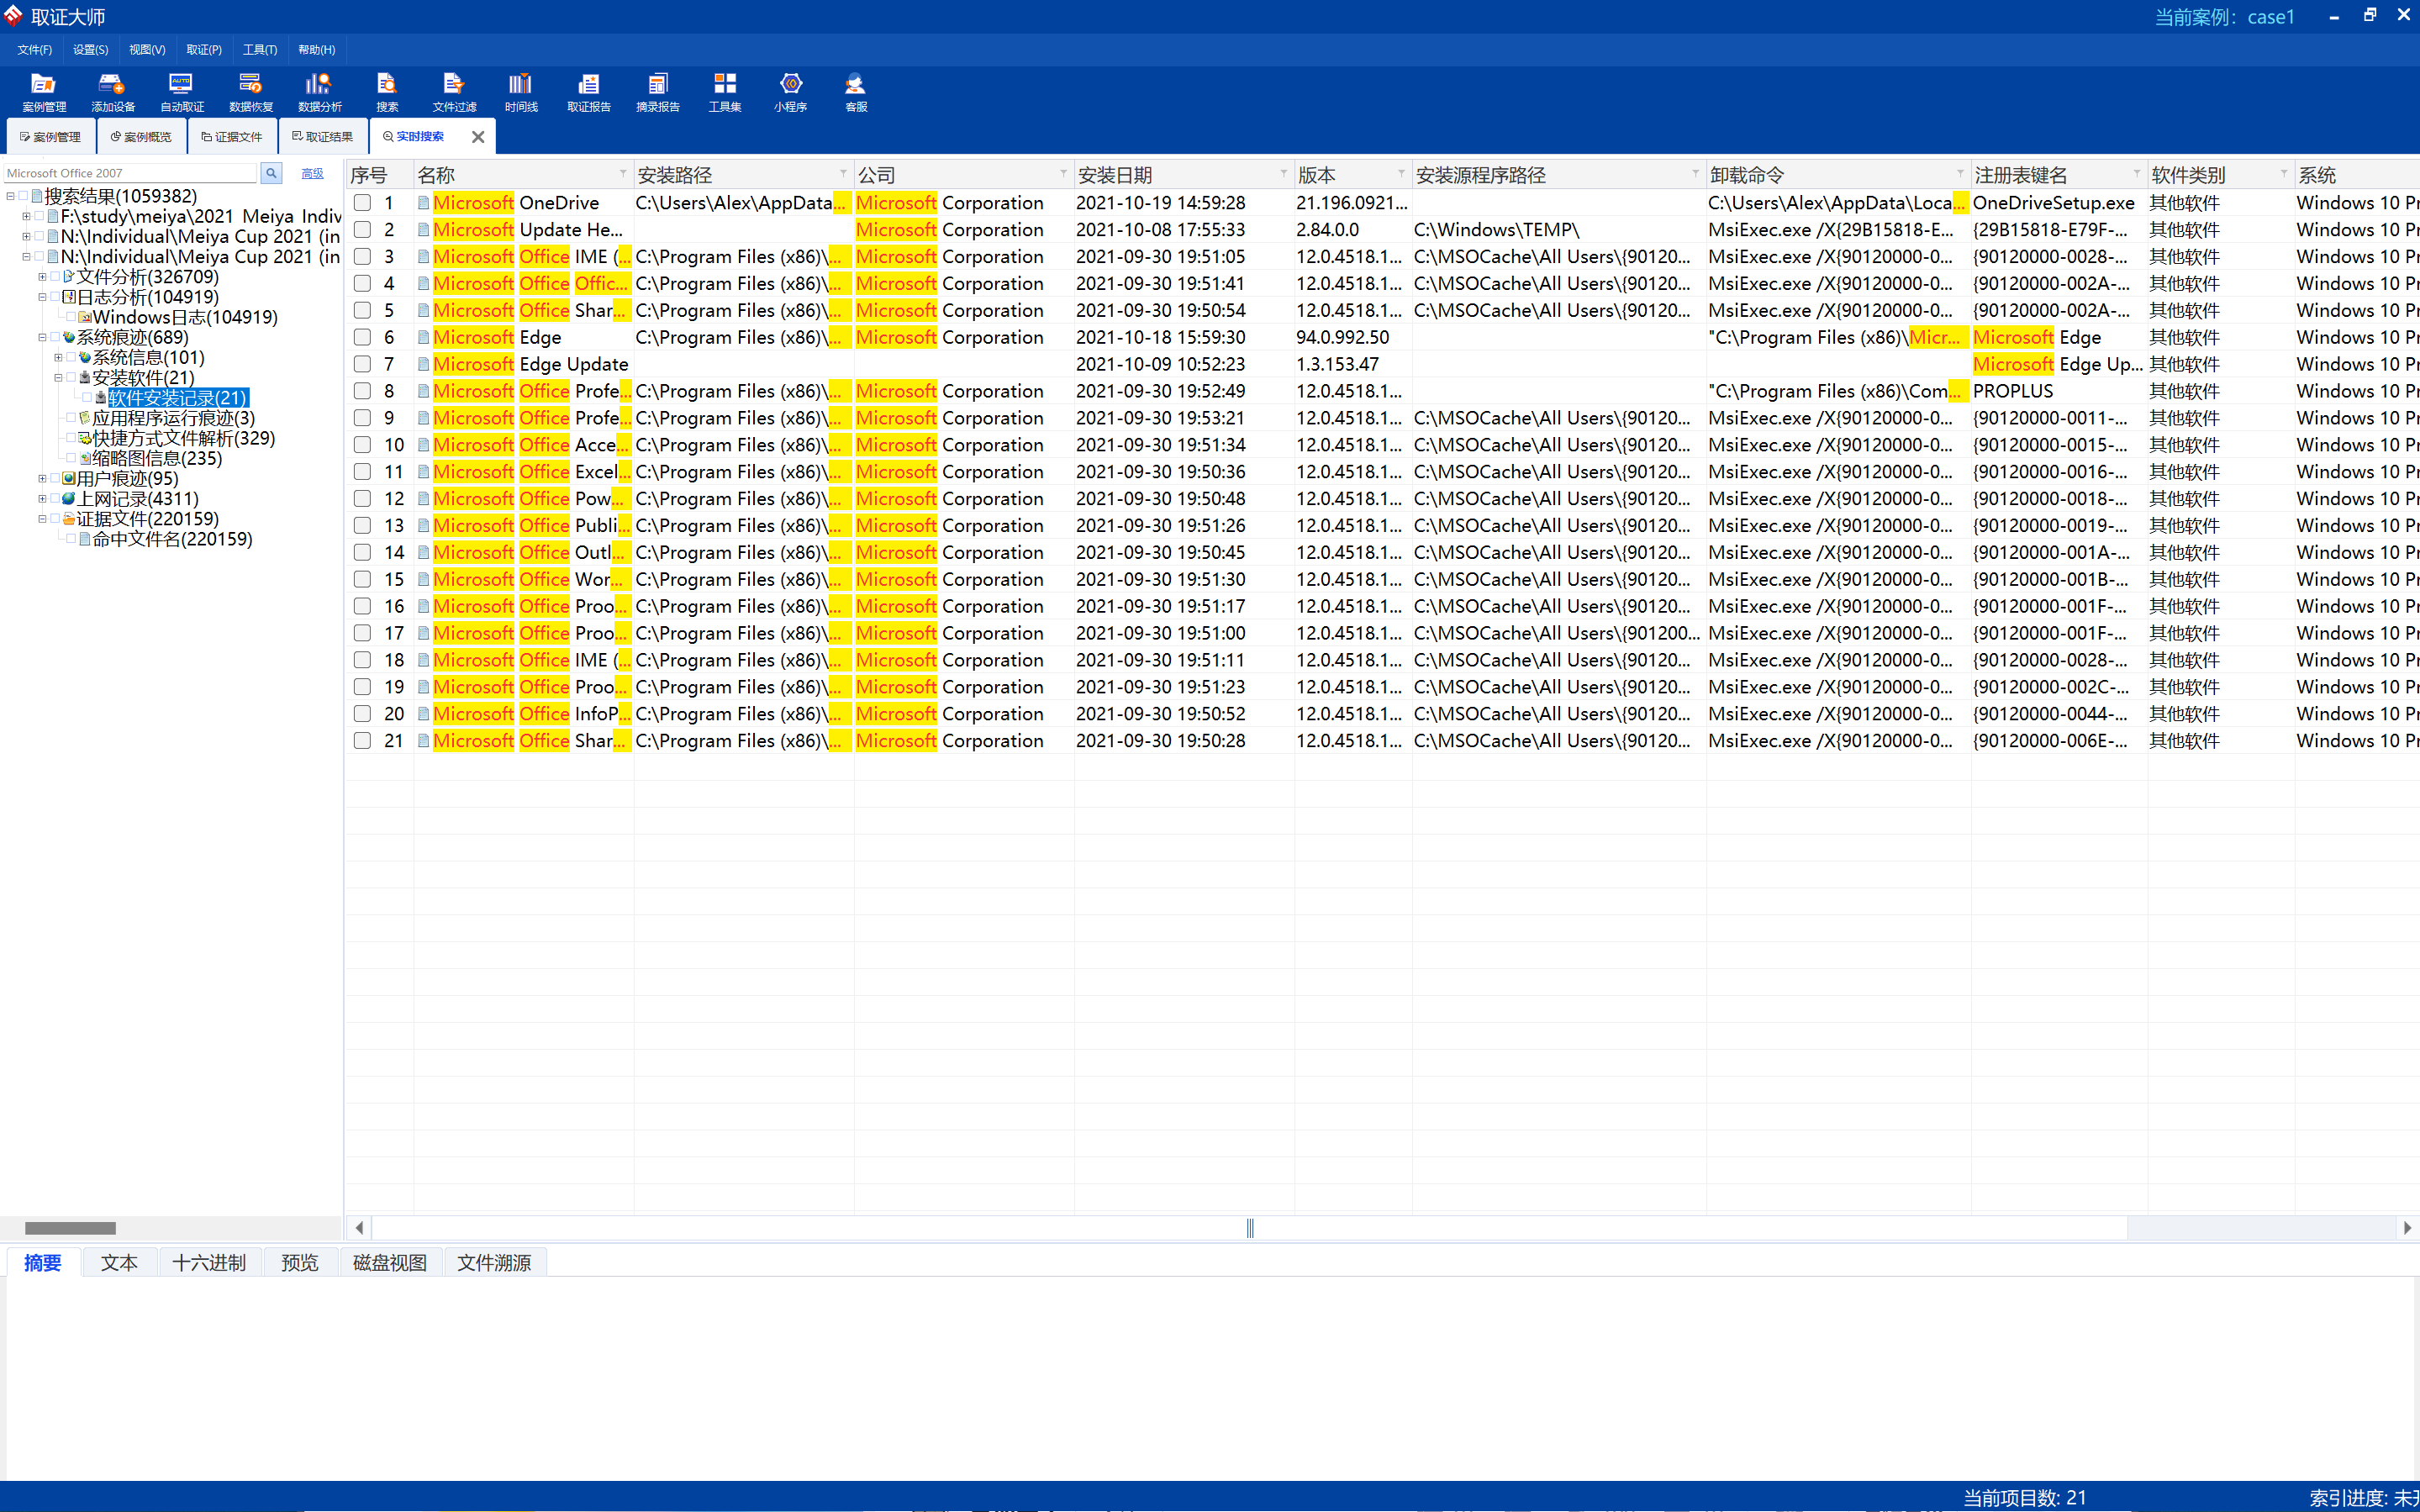 取证大师
当前案例：case1
文件(F) 设置(S) 视图(V) 取证(P) 工具(T) 帮助(H)
案例管理 添加设备 自动取证 数据恢复 数据分析 搜索 文件过滤 时间线 取证报告 摘录报告 工具集 小程序 客服
案例管理 案例概览 证据文件 取证结果 实时搜索
Microsoft Office 2007 高级
搜索结果(1059382)
F:\study\meiya\2021 Meiya Indiv
N:\Individual\Meiya Cup 2021 (in
N:\Individual\Meiya Cup 2021 (in
文件分析(326709)
日志分析(104919)
Windows日志(104919)
系统痕迹(689)
系统信息(101)
安装软件(21)
软件安装记录(21)
应用程序运行痕迹(3)
快捷方式文件解析(329)
缩略图信息(235)
用户痕迹(95)
上网记录(4311)
证据文件(220159)
命中文件名(220159)
序号 名称 安装路径 公司 安装日期 版本 安装源程序路径 卸载命令 注册表键名 软件类别 系统
1 Microsoft OneDrive C:\Users\Alex\AppData... Microsoft Corporation 2021-10-19 14:59:28 21.196.0921... C:\Users\Alex\AppData\Loca... OneDriveSetup.exe 其他软件 Windows 10 Pr
2 Microsoft Update He... Microsoft Corporation 2021-10-08 17:55:33 2.84.0.0 C:\Windows\TEMP\ MsiExec.exe /X{29B15818-E... {29B15818-E79F-... 其他软件 Windows 10 Pr
3 Microsoft Office IME (... C:\Program Files (x86)\... Microsoft Corporation 2021-09-30 19:51:05 12.0.4518.1... C:\MSOCache\All Users\{90120... MsiExec.exe /X{90120000-0... {90120000-0028-... 其他软件 Windows 10 Pr
4 Microsoft Office Offic... C:\Program Files (x86)\... Microsoft Corporation 2021-09-30 19:51:41 12.0.4518.1... C:\MSOCache\All Users\{90120... MsiExec.exe /X{90120000-0... {90120000-002A-... 其他软件 Windows 10 Pr
5 Microsoft Office Shar... C:\Program Files (x86)\... Microsoft Corporation 2021-09-30 19:50:54 12.0.4518.1... C:\MSOCache\All Users\{90120... MsiExec.exe /X{90120000-0... {90120000-002A-... 其他软件 Windows 10 Pr
6 Microsoft Edge C:\Program Files (x86)\... Microsoft Corporation 2021-10-18 15:59:30 94.0.992.50 "C:\Program Files (x86)\Micr... Microsoft Edge 其他软件 Windows 10 Pr
7 Microsoft Edge Update 2021-10-09 10:52:23 1.3.153.47 Microsoft Edge Up... 其他软件 Windows 10 Pr
8 Microsoft Office Profe... C:\Program Files (x86)\... Microsoft Corporation 2021-09-30 19:52:49 12.0.4518.1... "C:\Program Files (x86)\Com... PROPLUS 其他软件 Windows 10 Pr
9 Microsoft Office Profe... C:\Program Files (x86)\... Microsoft Corporation 2021-09-30 19:53:21 12.0.4518.1... C:\MSOCache\All Users\{90120... MsiExec.exe /X{90120000-0... {90120000-0011-... 其他软件 Windows 10 Pr
10 Microsoft Office Acce... C:\Program Files (x86)\... Microsoft Corporation 2021-09-30 19:51:34 12.0.4518.1... C:\MSOCache\All Users\{90120... MsiExec.exe /X{90120000-0... {90120000-0015-... 其他软件 Windows 10 Pr
11 Microsoft Office Excel... C:\Program Files (x86)\... Microsoft Corporation 2021-09-30 19:50:36 12.0.4518.1... C:\MSOCache\All Users\{90120... MsiExec.exe /X{90120000-0... {90120000-0016-... 其他软件 Windows 10 Pr
12 Microsoft Office Pow... C:\Program Files (x86)\... Microsoft Corporation 2021-09-30 19:50:48 12.0.4518.1... C:\MSOCache\All Users\{90120... MsiExec.exe /X{90120000-0... {90120000-0018-... 其他软件 Windows 10 Pr
13 Microsoft Office Publi... C:\Program Files (x86)\... Microsoft Corporation 2021-09-30 19:51:26 12.0.4518.1... C:\MSOCache\All Users\{90120... MsiExec.exe /X{90120000-0... {90120000-0019-... 其他软件 Windows 10 Pr
14 Microsoft Office Outl... C:\Program Files (x86)\... Microsoft Corporation 2021-09-30 19:50:45 12.0.4518.1... C:\MSOCache\All Users\{90120... MsiExec.exe /X{90120000-0... {90120000-001A-... 其他软件 Windows 10 Pr
15 Microsoft Office Wor... C:\Program Files (x86)\... Microsoft Corporation 2021-09-30 19:51:30 12.0.4518.1... C:\MSOCache\All Users\{90120... MsiExec.exe /X{90120000-0... {90120000-001B-... 其他软件 Windows 10 Pr
16 Microsoft Office Proo... C:\Program Files (x86)\... Microsoft Corporation 2021-09-30 19:51:17 12.0.4518.1... C:\MSOCache\All Users\{90120... MsiExec.exe /X{90120000-0... {90120000-001F-... 其他软件 Windows 10 Pr
17 Microsoft Office Proo... C:\Program Files (x86)\... Microsoft Corporation 2021-09-30 19:51:00 12.0.4518.1... C:\MSOCache\All Users\{901200... MsiExec.exe /X{90120000-0... {90120000-001F-... 其他软件 Windows 10 Pr
18 Microsoft Office IME (... C:\Program Files (x86)\... Microsoft Corporation 2021-09-30 19:51:11 12.0.4518.1... C:\MSOCache\All Users\{90120... MsiExec.exe /X{90120000-0... {90120000-0028-... 其他软件 Windows 10 Pr
19 Microsoft Office Proo... C:\Program Files (x86)\... Microsoft Corporation 2021-09-30 19:51:23 12.0.4518.1... C:\MSOCache\All Users\{90120... MsiExec.exe /X{90120000-0... {90120000-002C-... 其他软件 Windows 10 Pr
20 Microsoft Office InfoP... C:\Program Files (x86)\... Microsoft Corporation 2021-09-30 19:50:52 12.0.4518.1... C:\MSOCache\All Users\{90120... MsiExec.exe /X{90120000-0... {90120000-0044-... 其他软件 Windows 10 Pr
21 Microsoft Office Shar... C:\Program Files (x86)\... Microsoft Corporation 2021-09-30 19:50:28 12.0.4518.1... C:\MSOCache\All Users\{90120... MsiExec.exe /X{90120000-0... {90120000-006E-... 其他软件 Windows 10 Pr
摘要 文本 十六进制 预览 磁盘视图 文件溯源
当前项目数: 21 索引进度: 未